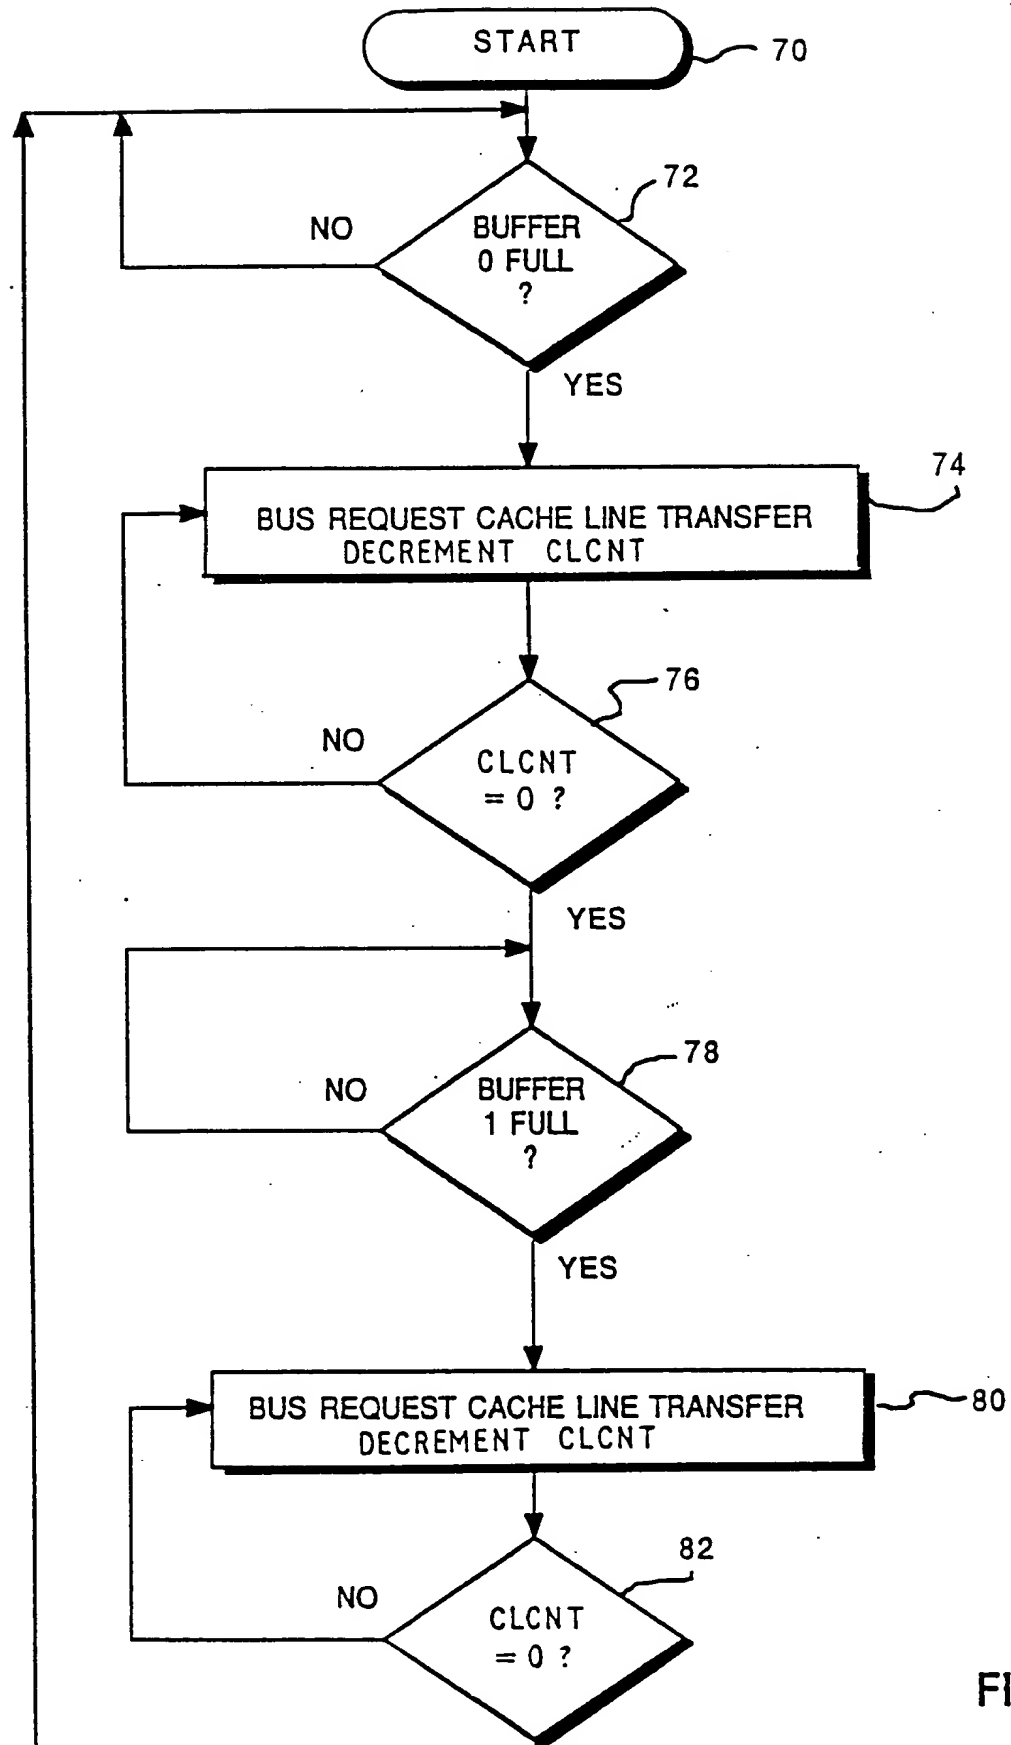 START
70
72
NO
BUFFER
0 FULL
?
YES
74
BUS REQUEST CACHE LINE TRANSFER
DECREMENT CLCNT
76
NO
CLCNT
= 0 ?
YES
78
NO
BUFFER
1 FULL
?
YES
80
BUS REQUEST CACHE LINE TRANSFER
DECREMENT CLCNT
82
NO
CLCNT
= 0 ?
FI